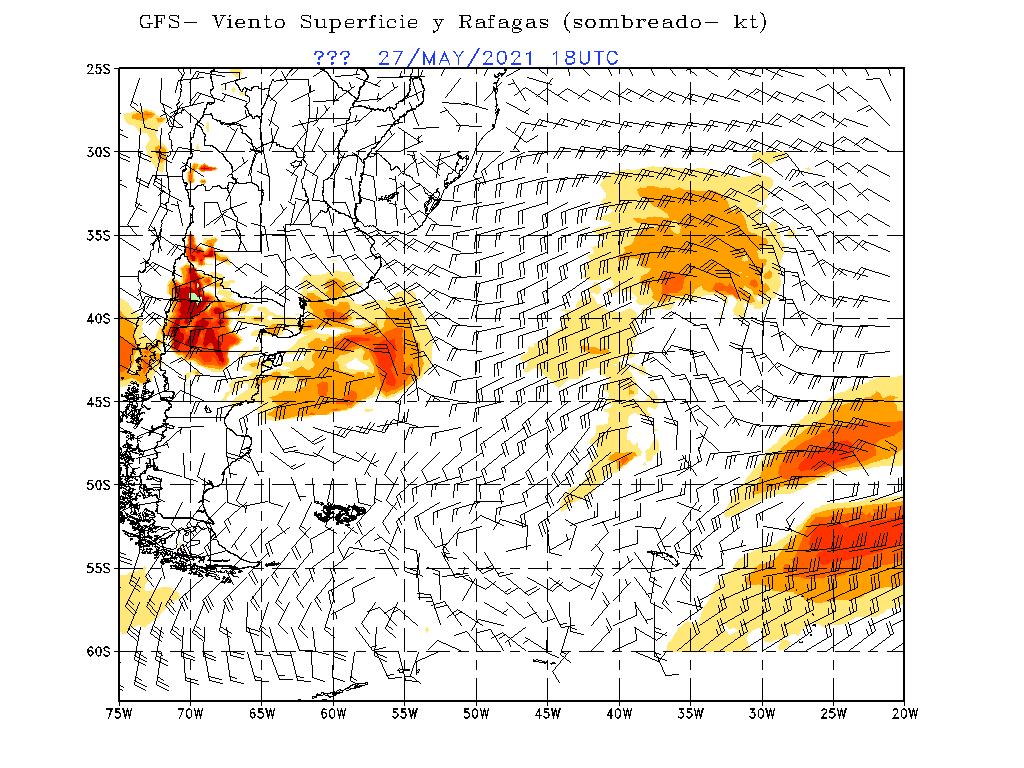 GFS− Viento Superficie y Rafagas (sombreado− kt)
??? 27/MAY/2021 18UTC
25S
30S
35S
40S
45S
50S
55S
60S
75W 70W 65W 60W 55W 50W 45W 40W 35W 30W 25W 20W